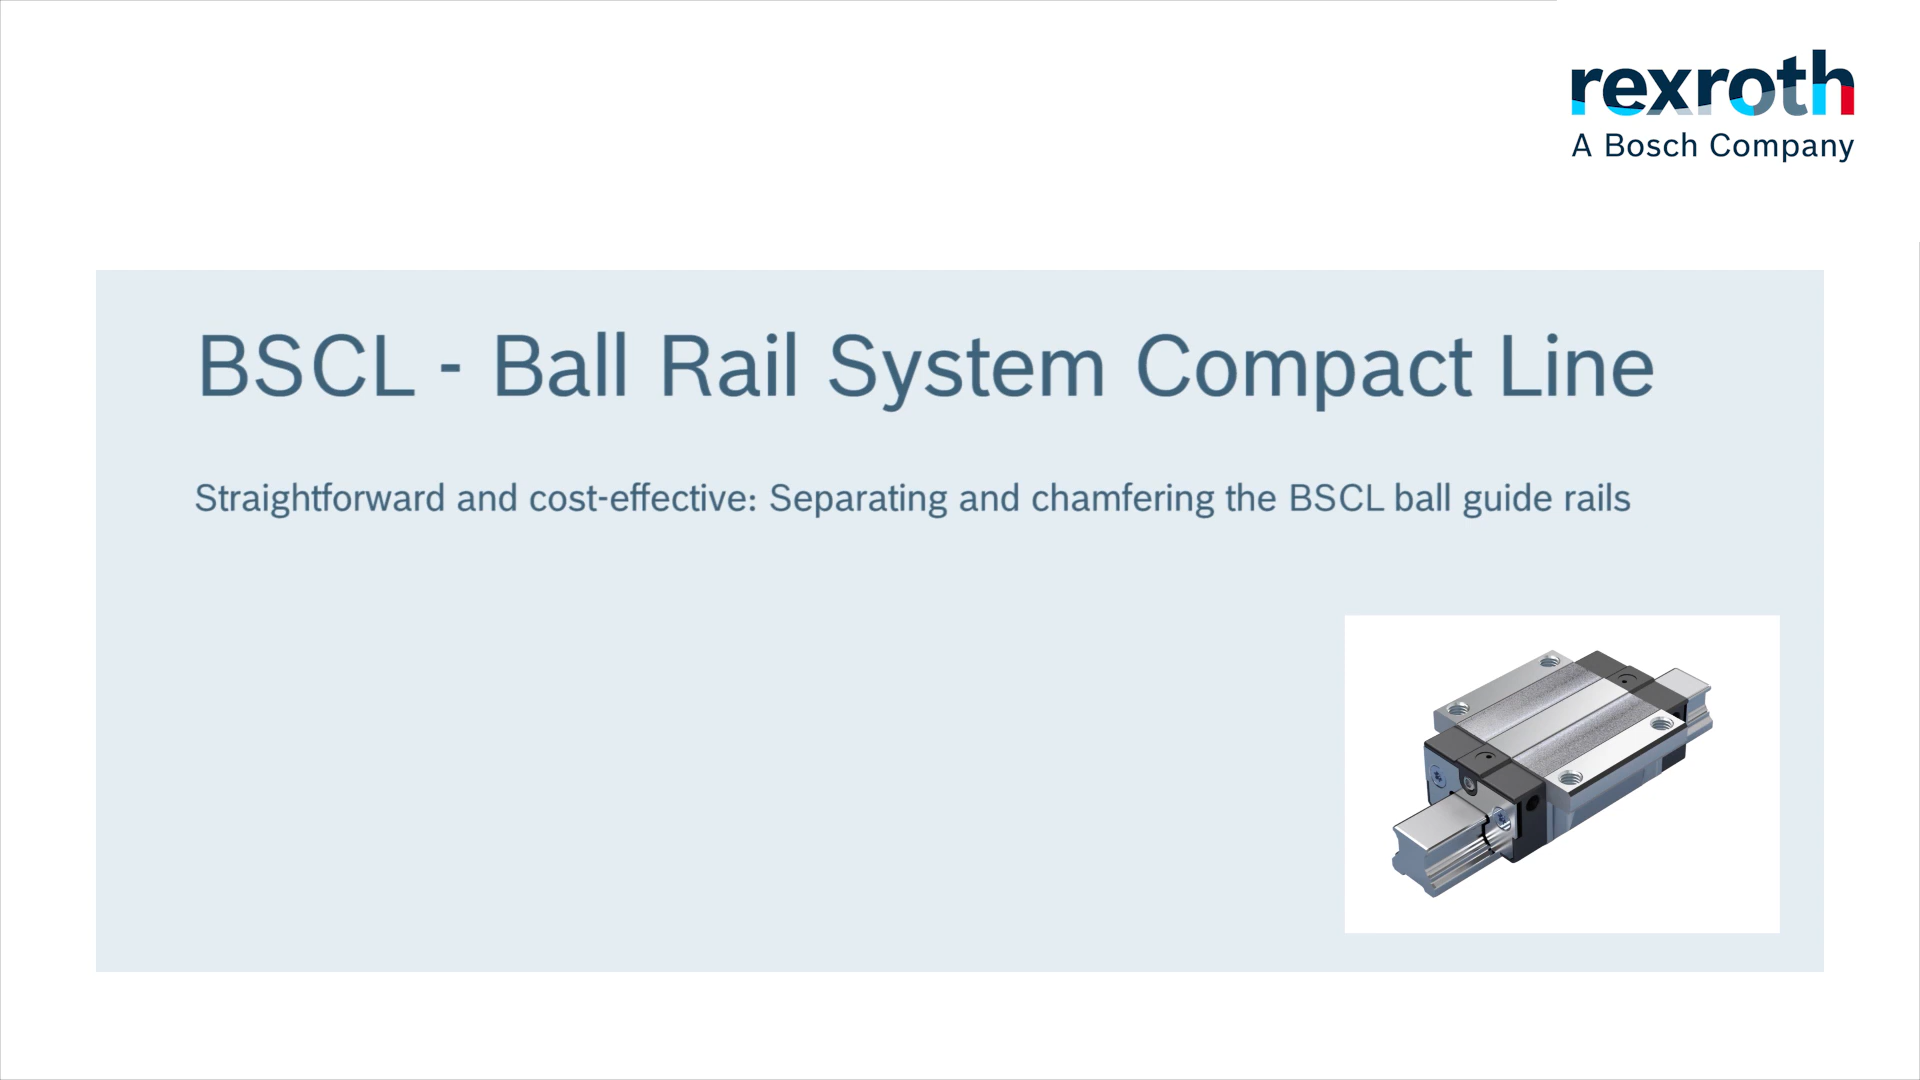 rexroth
A Bosch Company
BSCL - Ball Rail System Compact Line
Straightforward and cost-effective: Separating and chamfering the BSCL ball guide rails